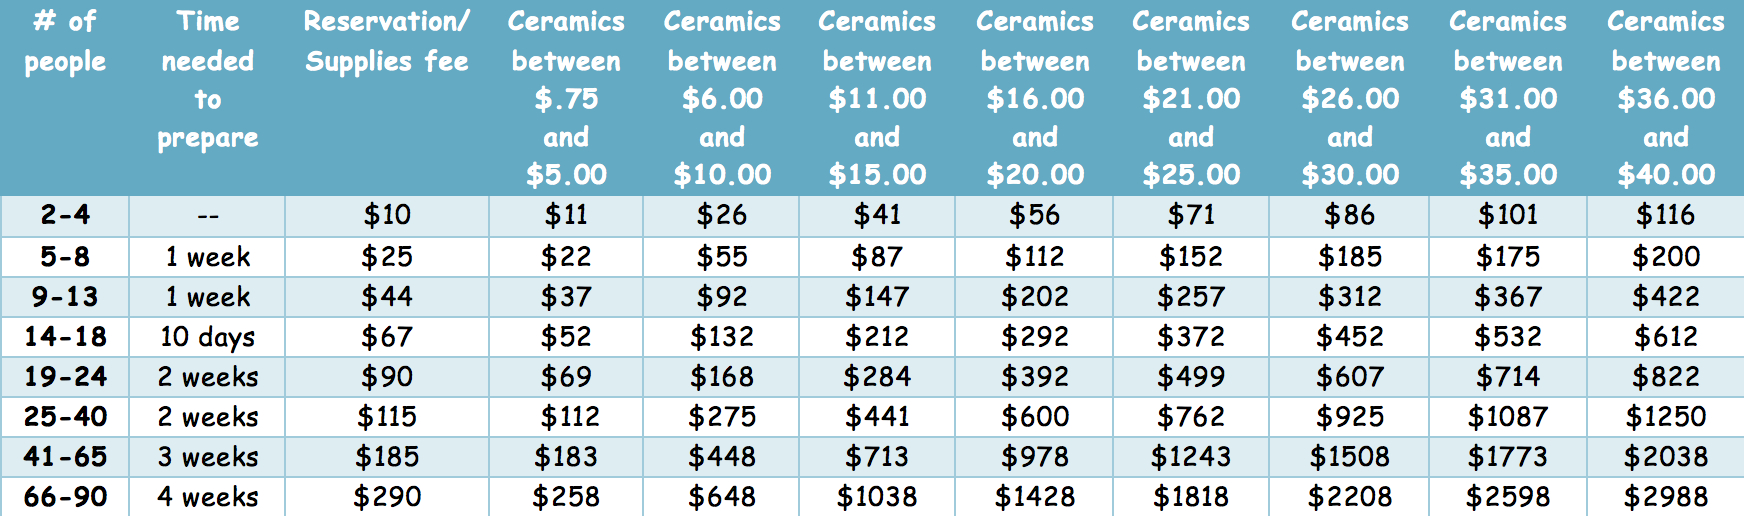 # of people | Time needed to prepare | Reservation/ Supplies fee | Ceramics between $.75 and $5.00 | Ceramics between $6.00 and $10.00 | Ceramics between $11.00 and $15.00 | Ceramics between $16.00 and $20.00 | Ceramics between $21.00 and $25.00 | Ceramics between $26.00 and $30.00 | Ceramics between $31.00 and $35.00 | Ceramics between $36.00 and $40.00
2-4 | -- | $10 | $11 | $26 | $41 | $56 | $71 | $86 | $101 | $116
5-8 | 1 week | $25 | $22 | $55 | $87 | $112 | $152 | $185 | $175 | $200
9-13 | 1 week | $44 | $37 | $92 | $147 | $202 | $257 | $312 | $367 | $422
14-18 | 10 days | $67 | $52 | $132 | $212 | $292 | $372 | $452 | $532 | $612
19-24 | 2 weeks | $90 | $69 | $168 | $284 | $392 | $499 | $607 | $714 | $822
25-40 | 2 weeks | $115 | $112 | $275 | $441 | $600 | $762 | $925 | $1087 | $1250
41-65 | 3 weeks | $185 | $183 | $448 | $713 | $978 | $1243 | $1508 | $1773 | $2038
66-90 | 4 weeks | $290 | $258 | $648 | $1038 | $1428 | $1818 | $2208 | $2598 | $2988